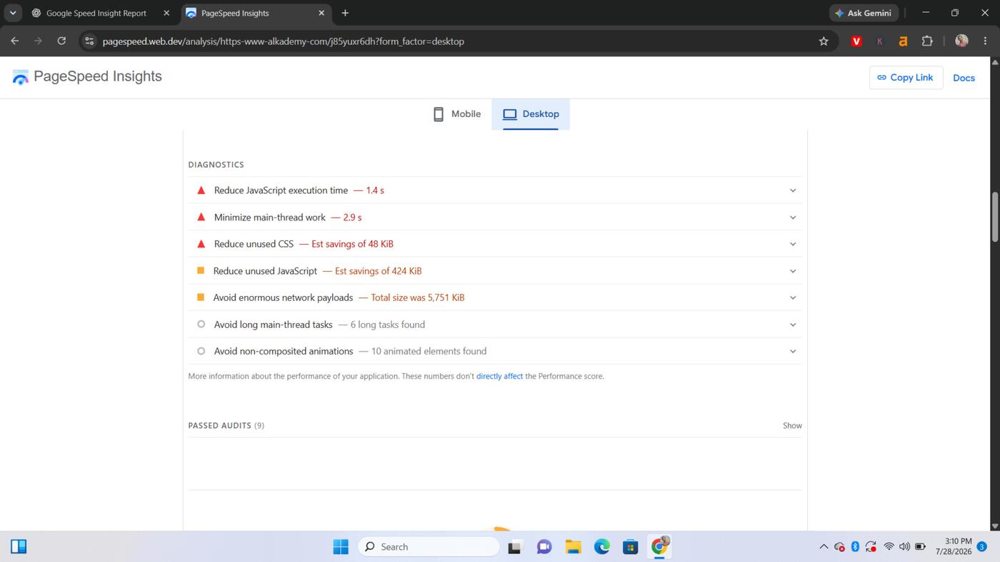 Google Speed Insight Report
PageSpeed Insights
Ask Gemini
pagespeed.web.dev/analysis/https-www-alkademy-com/j85yuxr6dh?form_factor=desktop
PageSpeed Insights
Copy Link
Docs
Mobile
Desktop
DIAGNOSTICS
Reduce JavaScript execution time — 1.4 s
Minimize main-thread work — 2.9 s
Reduce unused CSS — Est savings of 48 KiB
Reduce unused JavaScript — Est savings of 424 KiB
Avoid enormous network payloads — Total size was 5,751 KiB
Avoid long main-thread tasks — 6 long tasks found
Avoid non-composited animations — 10 animated elements found
More information about the performance of your application. These numbers don't directly affect the Performance score.
PASSED AUDITS (9)
Show
Search
3:10 PM
7/28/2026
3